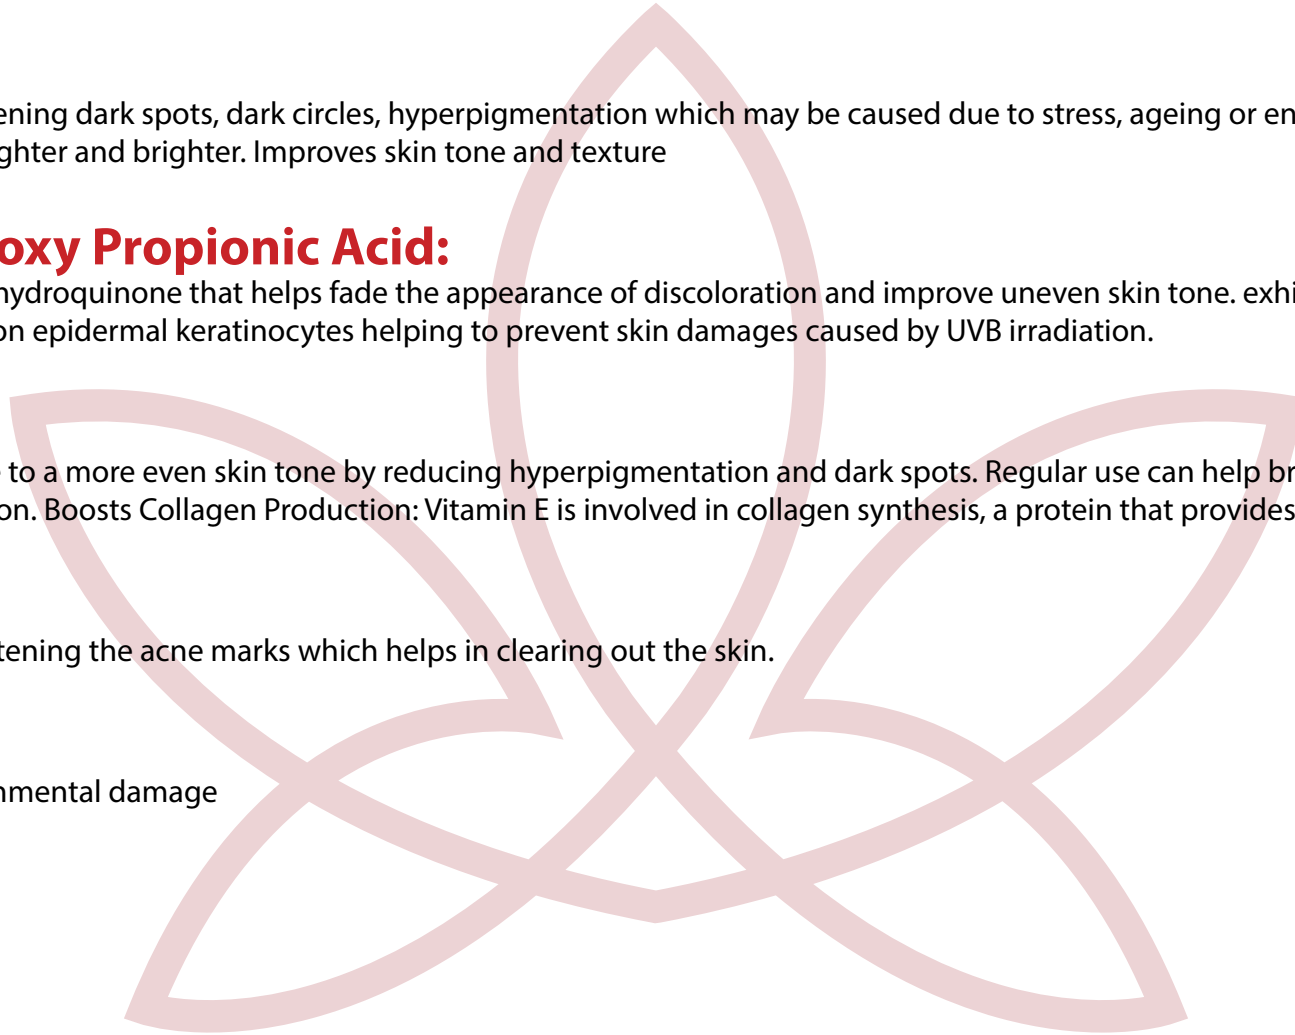 ening dark spots, dark circles, hyperpigmentation which may be caused due to stress, ageing or en
ghter and brighter. Improves skin tone and texture
oxy Propionic Acid:
hydroquinone that helps fade the appearance of discoloration and improve uneven skin tone. exhi
on epidermal keratinocytes helping to prevent skin damages caused by UVB irradiation.
to a more even skin tone by reducing hyperpigmentation and dark spots. Regular use can help br
on. Boosts Collagen Production: Vitamin E is involved in collagen synthesis, a protein that provides
tening the acne marks which helps in clearing out the skin.
nmental damage